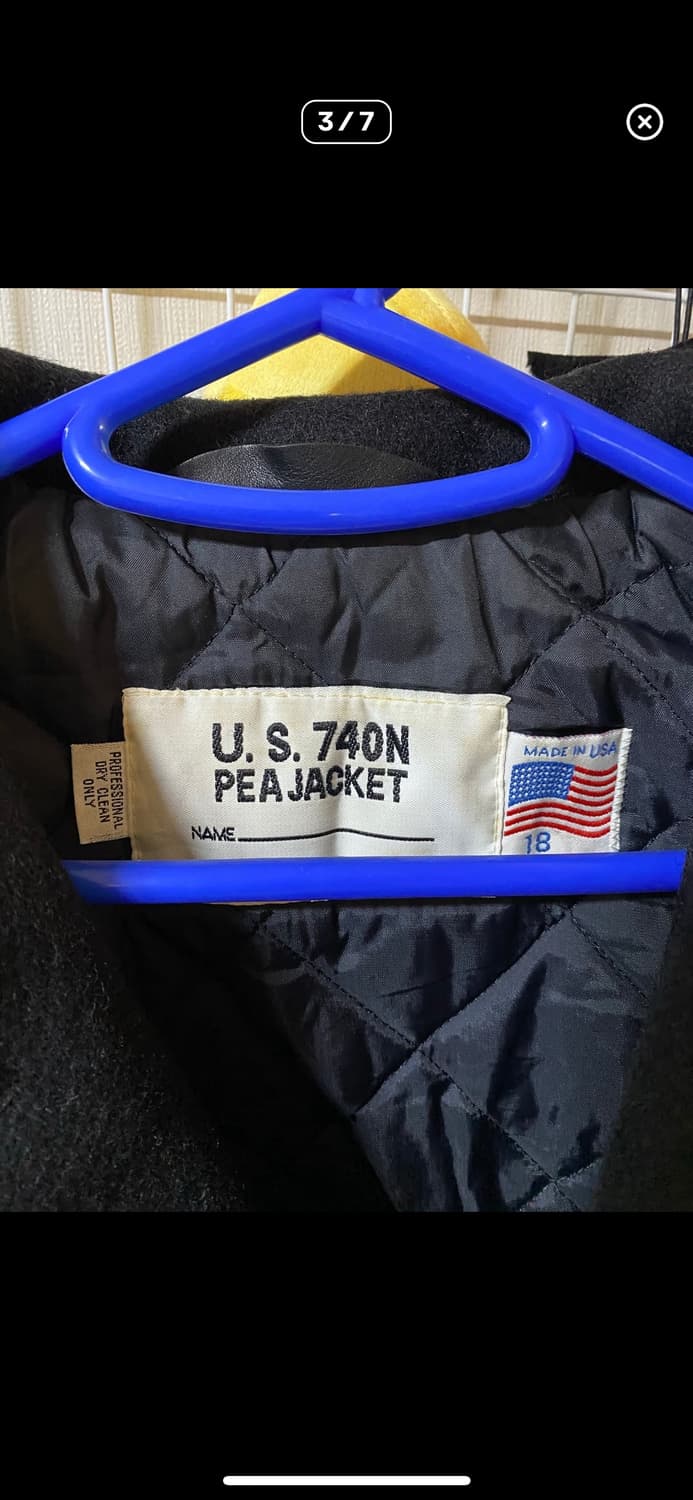 3/7
U. S. 740N
PEA JACKET
NAME
PROFESSIONAL
DRY CLEAN
ONLY
MADE IN USA
18